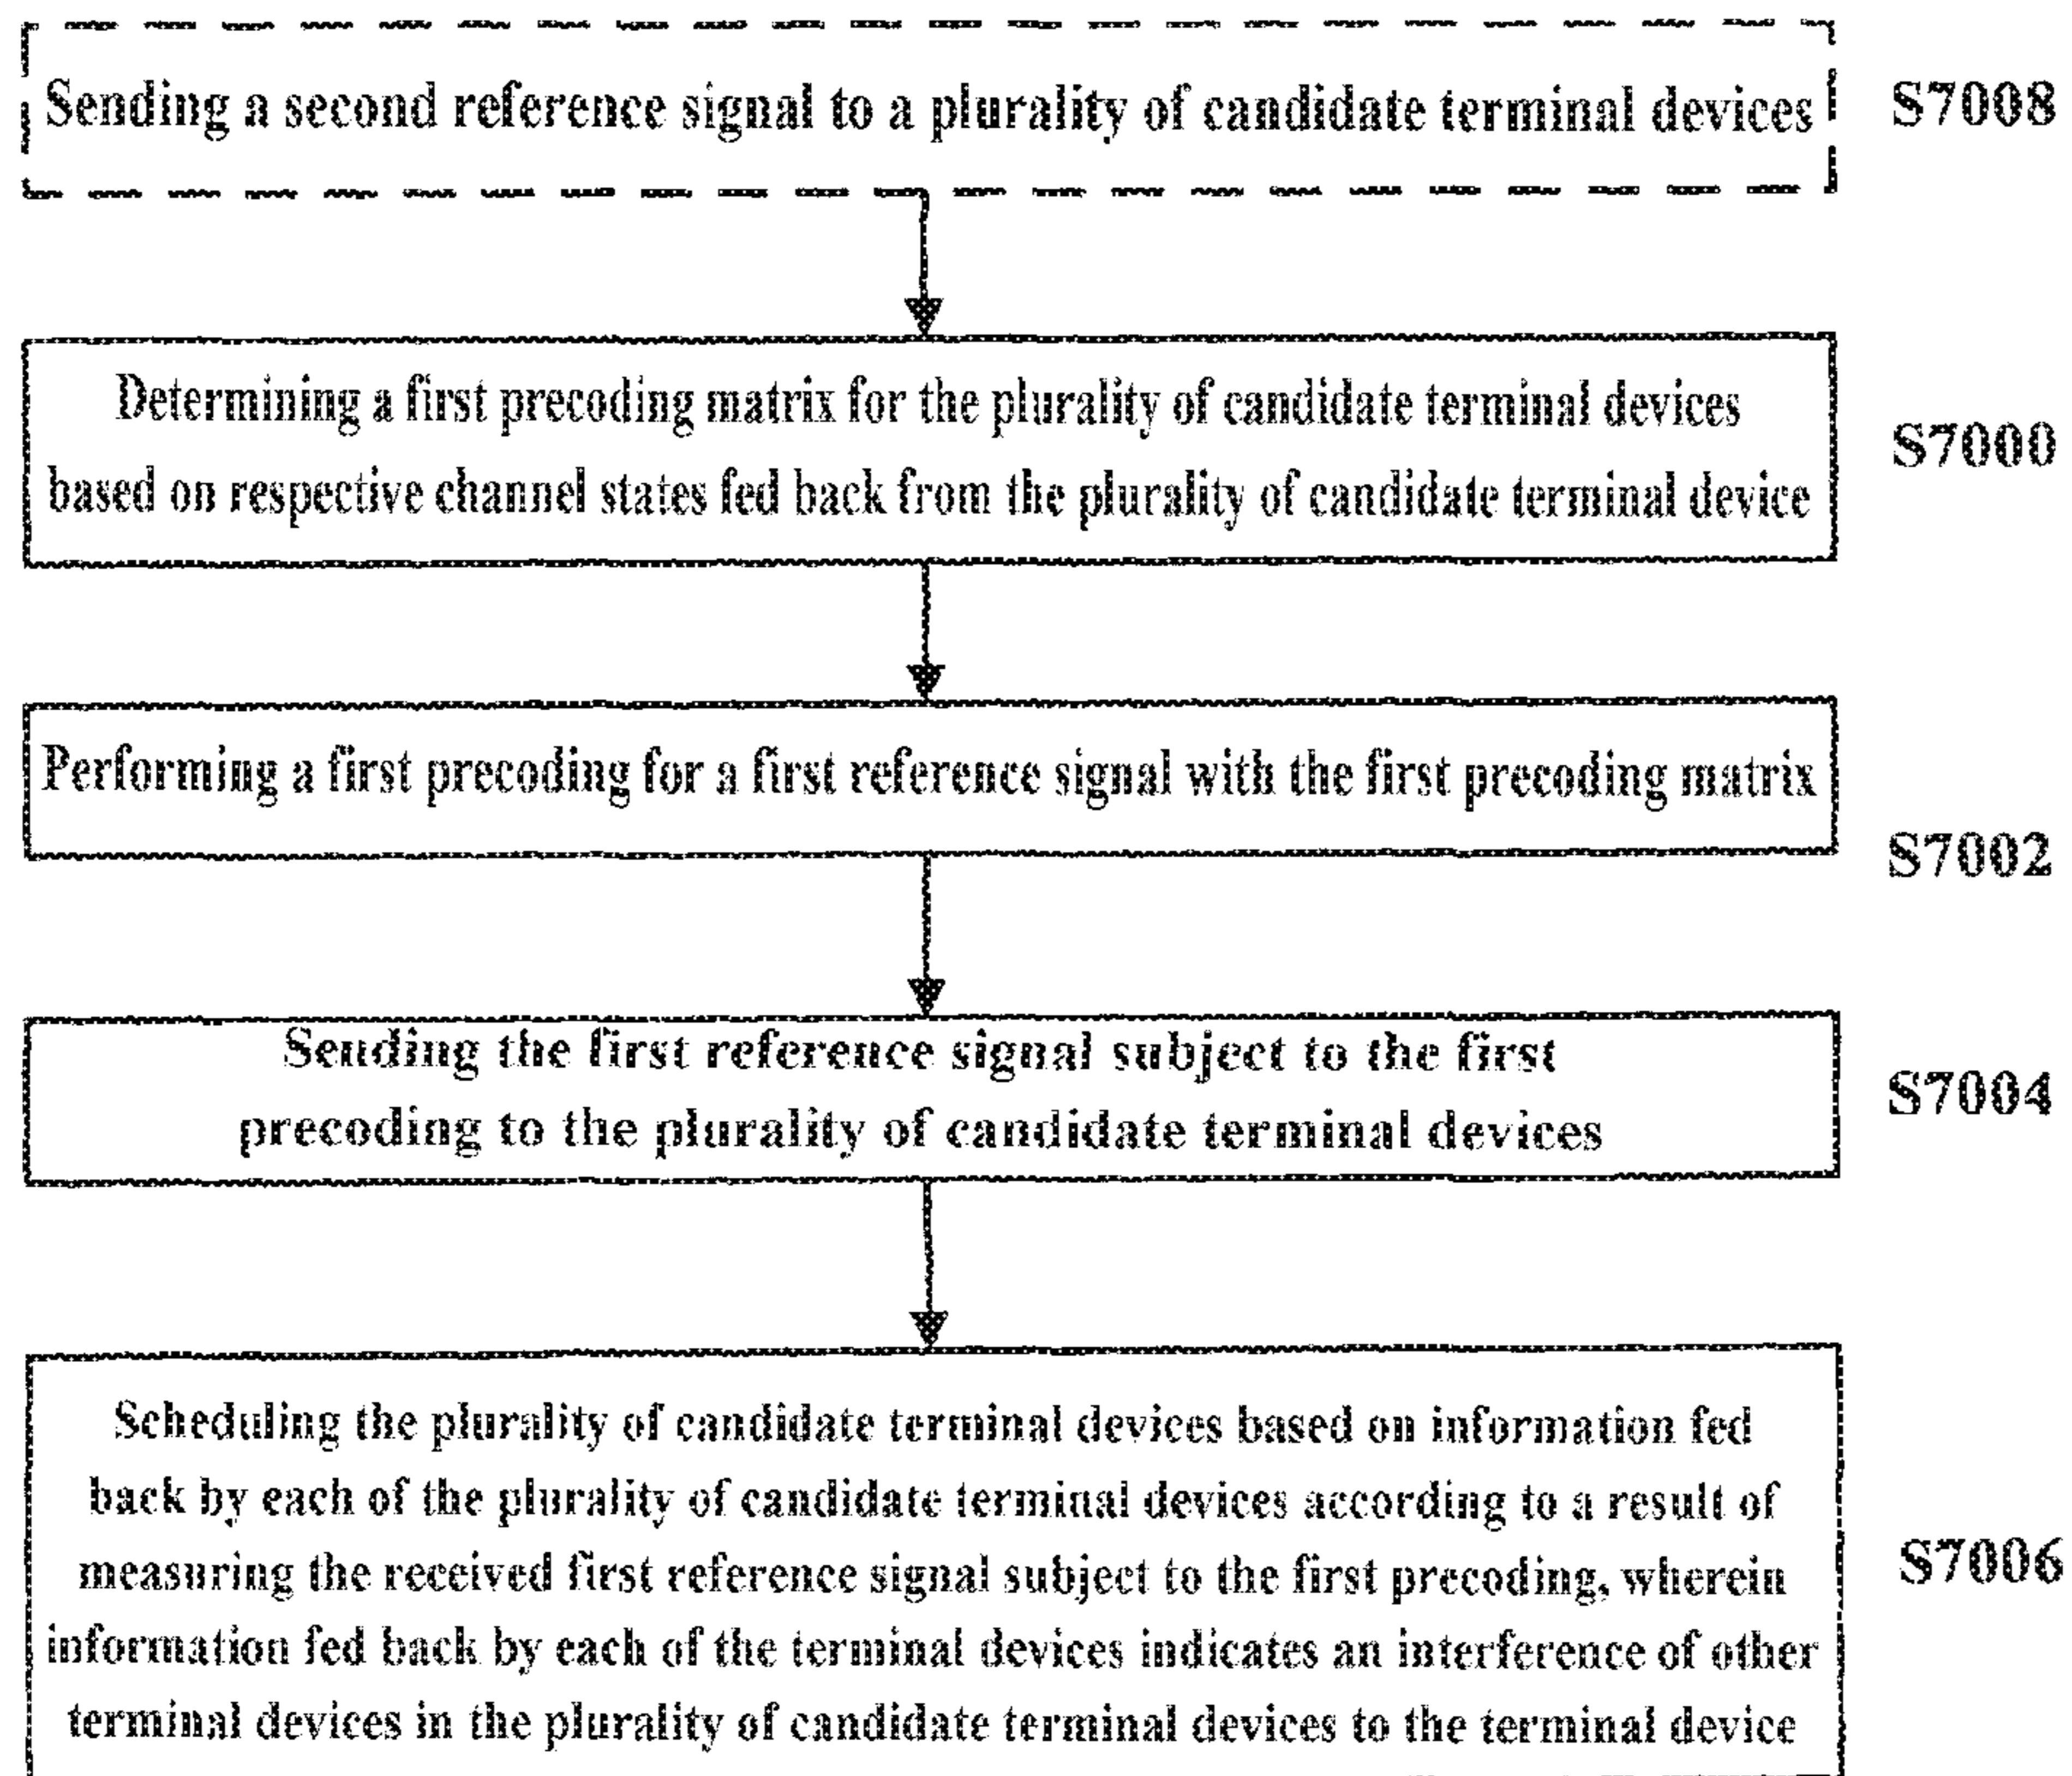 Sending a second reference signal to a plurality of candidate terminal devices
S7008
Determining a first precoding matrix for the plurality of candidate terminal devices
based on respective channel states fed back from the plurality of candidate terminal device
S7000
Performing a first precoding for a first reference signal with the first precoding matrix
S7002
Sending the first reference signal subject to the first
precoding to the plurality of candidate terminal devices
S7004
Scheduling the plurality of candidate terminal devices based on information fed
back by each of the plurality of candidate terminal devices according to a result of
measuring the received first reference signal subject to the first precoding, wherein
information fed back by each of the terminal devices indicates an interference of other
terminal devices in the plurality of candidate terminal devices to the terminal device
S7006